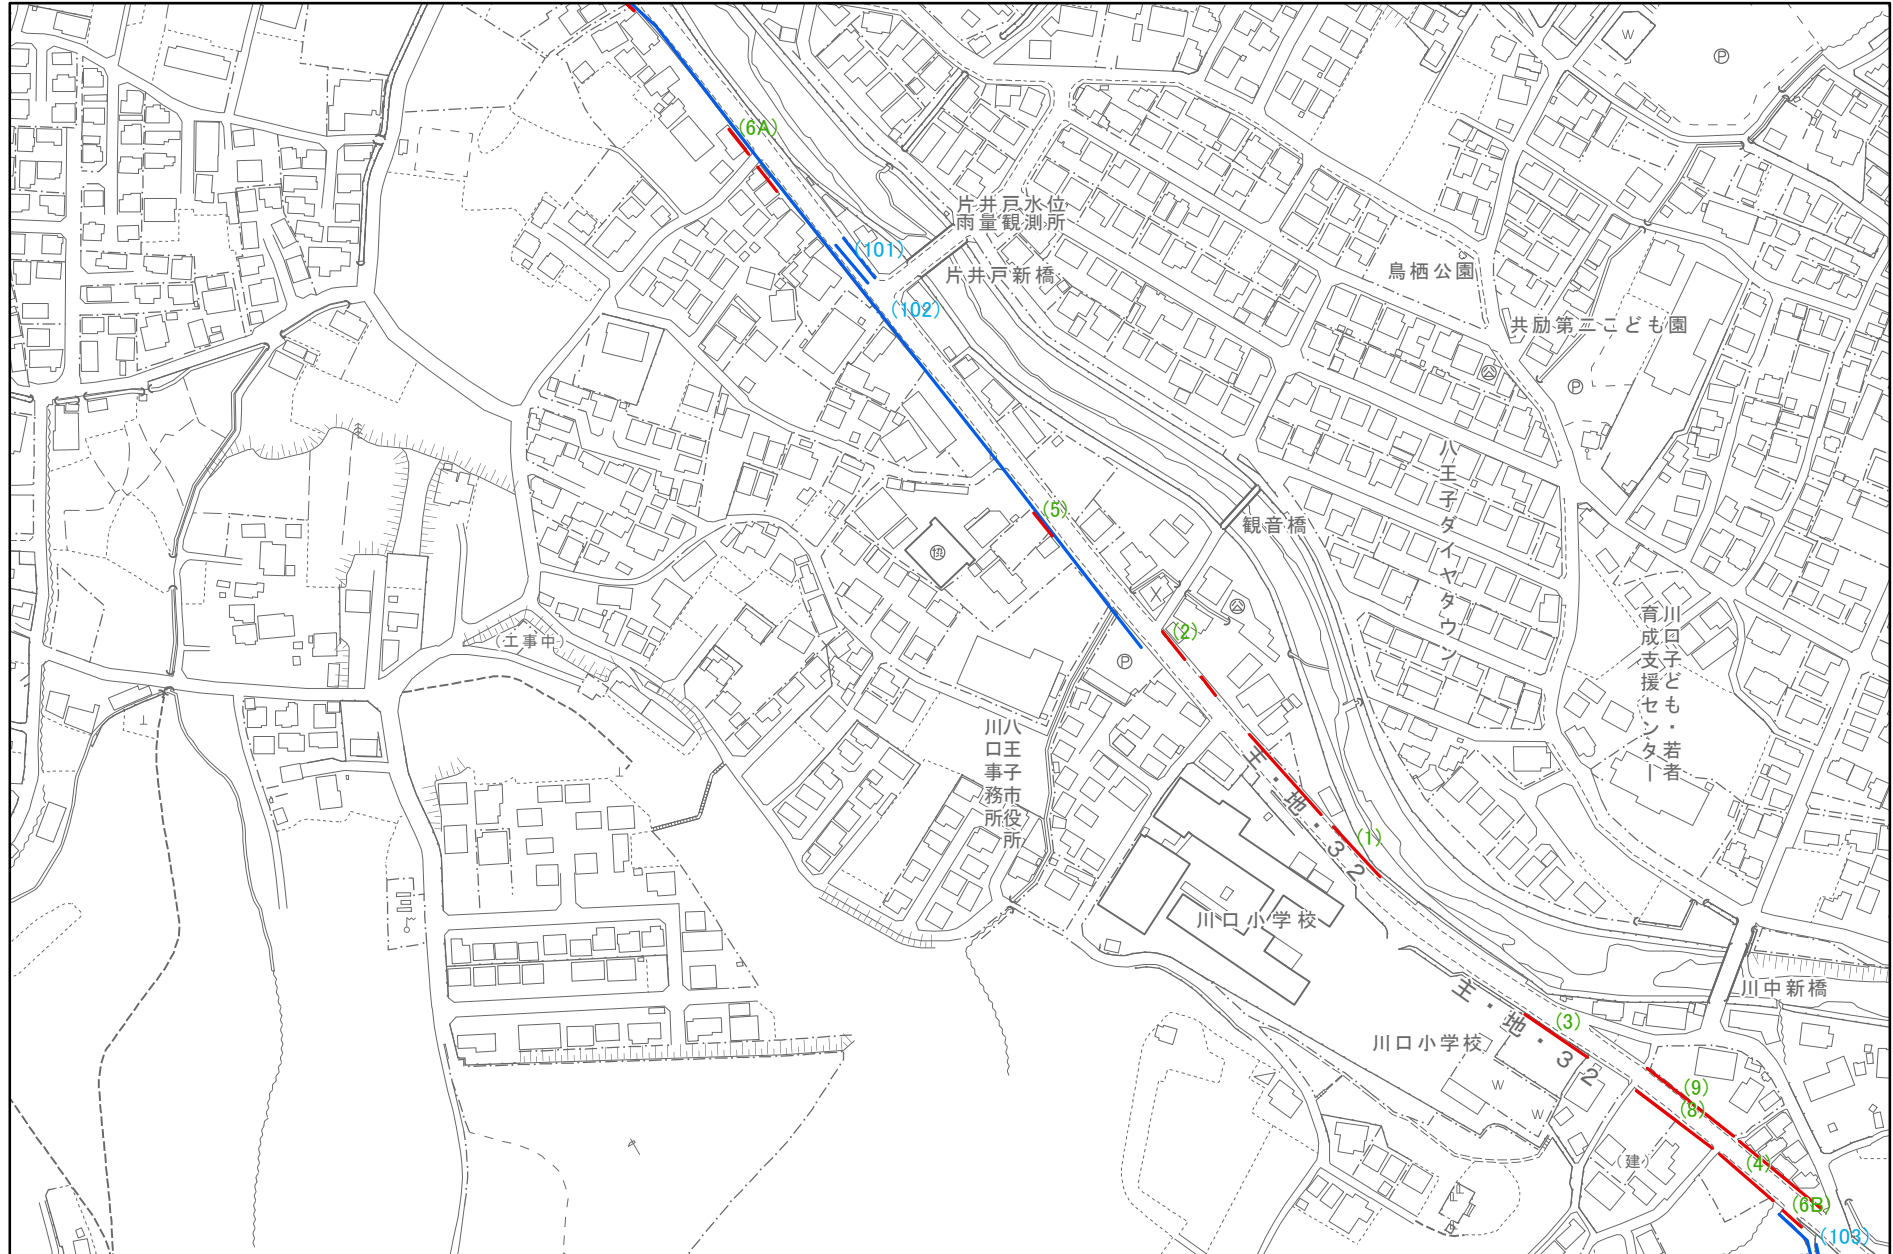 W
P
(6A)
片井戸水位
雨量観測所
(101)
片井戸新橋
鳥栖公園
(102)
共励第二こども園
P
八王子ダイヤタウン
(5)
観音橋
協
X
川口子ども・若者
育成支援センター
(2)
(工事中)
P
八王子市役所
川口事務所
主・地・32
(1)
川口小学校
川中新橋
主・地・32
(3)
川口小学校
W
W
(9)
(8)
(建)
(4)
(6B)
(103)